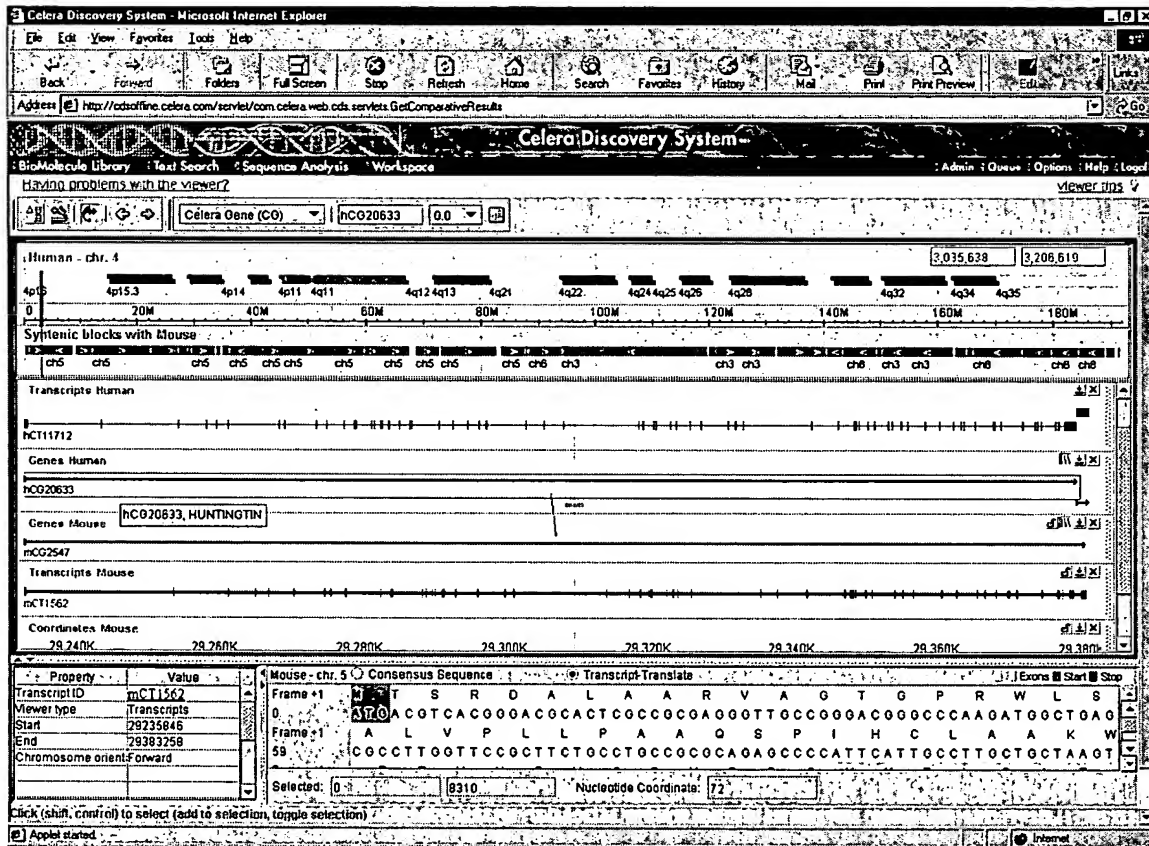 Celera Discovery System - Microsoft Internet Explorer
File Edit View Favorites Tools Help
Back Forward Folders Full Screen Stop Refresh Home Search Favorites History Mail Print Print Preview Edit Links
Address http://cdsoffline.celera.com/servlet/com.celera.web.cds.servlets.GetComparativeResults Go
Celera Discovery System
BioMolecule Library Text Search Sequence Analysis Workspace Admin Queue Options Help Logof
Having problems with the viewer? viewer tips
Celera Gene (CG) hCG20633 0.0
Human - chr. 4 3,035,638 3,206,619
4p16 4p15.3 4p14 4p11 4q11 4q12 4q13 4q21 4q22 4q24 4q25 4q26 4q28 4q32 4q34 4q35
0 20M 40M 60M 80M 100M 120M 140M 160M 180M
Syntenic blocks with Mouse
ch5 ch5 ch5 ch5 ch5 ch5 ch5 ch5 ch5 ch6 ch3 ch3 ch3 ch8 ch3 ch3 ch8 ch8
Transcripts Human
hCT11712
Genes Human
hCG20633
hCG20633, HUNTINGTIN
Genes Mouse
mCG2547
Transcripts Mouse
mCT1562
Coordinates Mouse
29,240K 29,260K 29,280K 29,300K 29,320K 29,340K 29,360K 29,380K
Property Value
Transcript ID mCT1562
Viewer type Transcripts
Start 29235846
End 29383258
Chromosome orient: Forward
Mouse - chr. 5 Consensus Sequence Transcript-Translate Exons Start Stop
Frame +1 M T S R D A L A A R V A G T G P R W L S
0 ATGACGTCACGGGACGCACTCGCCGCGAGGGTTGCCGGGACGGGCCCAAGATGGCTGAG
Frame +1 A L V P L L P A A Q S P I H C L A A K W
59 CGCCTTGGTTCCGCTTCTGCCTGCCGCGCAGAGCCCCATTCATTGCCTTGCTGCTAAGT
Selected: 0 8310 Nucleotide Coordinate: 72
Click (shift, control) to select (add to selection, toggle selection)
Applet started. Internet